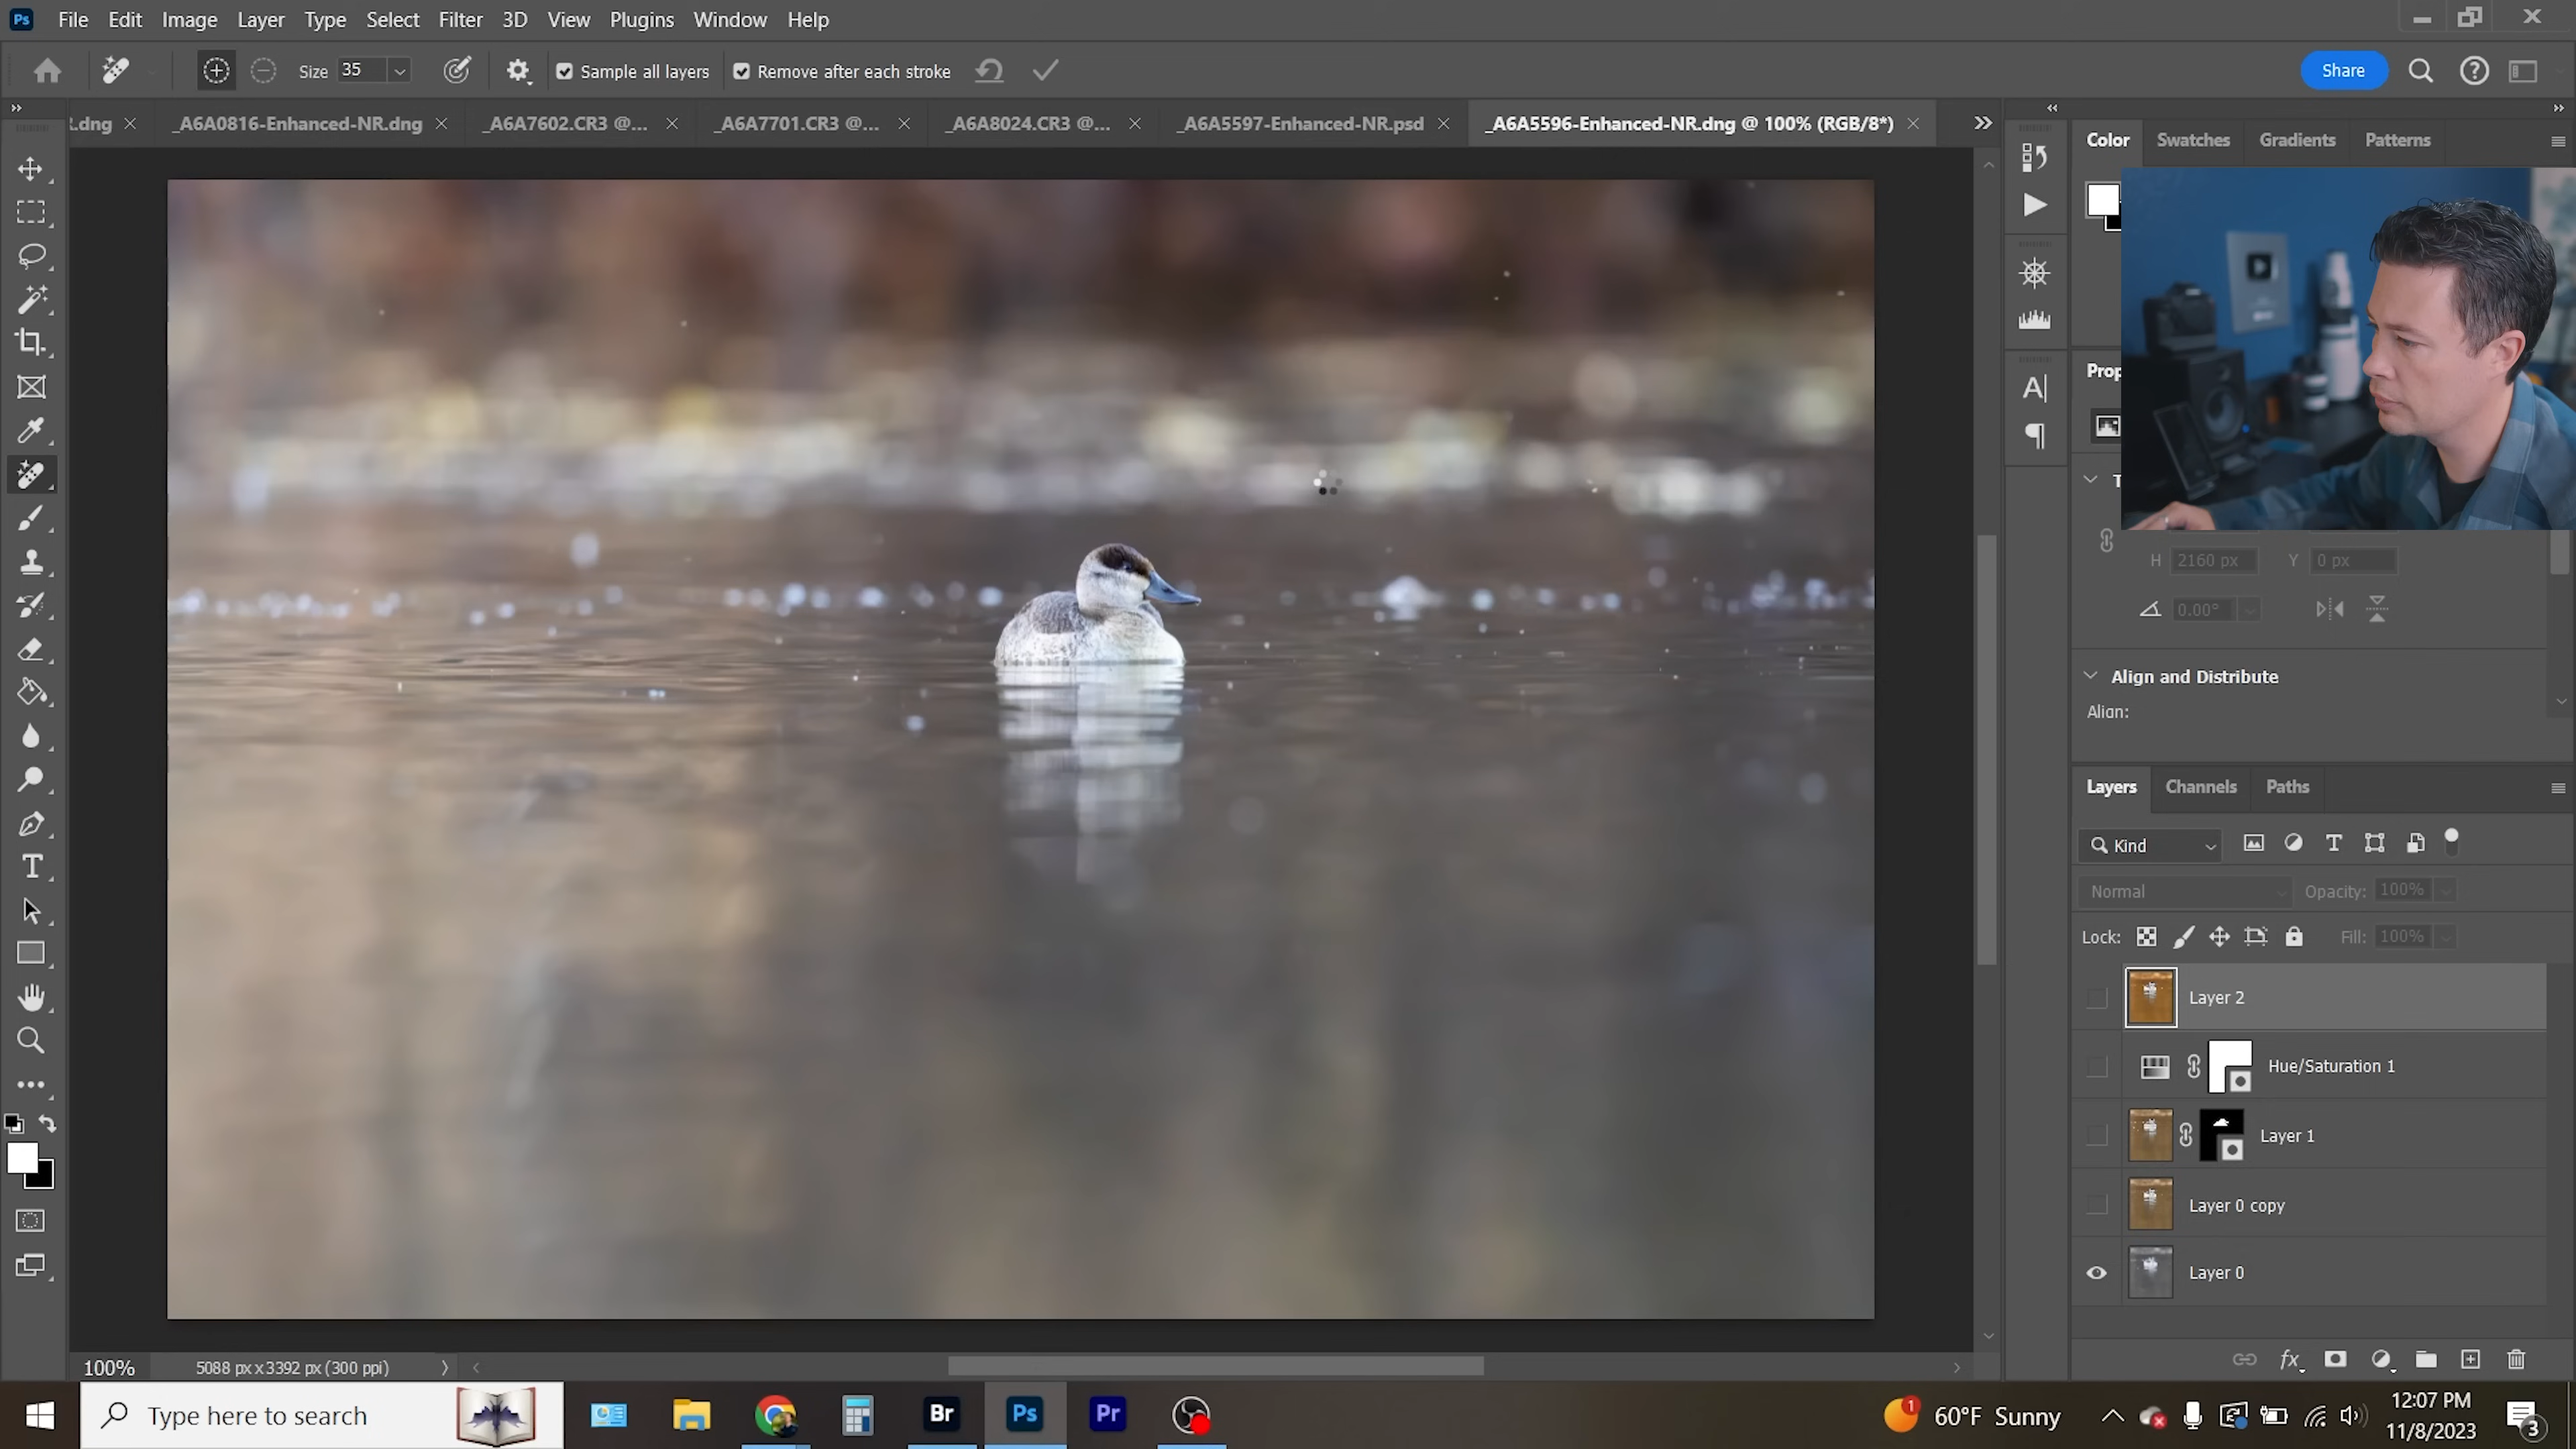 Ps File Edit Image Layer Type Select Filter 3D View Plugins Window Help
Size 35 Sample all layers Remove after each stroke Share
.dng _A6A0816-Enhanced-NR.dng _A6A7602.CR3 @... _A6A7701.CR3 @... _A6A8024.CR3 @... _A6A5597-Enhanced-NR.psd _A6A5596-Enhanced-NR.dng @ 100% (RGB/8*)
Color Swatches Gradients Patterns
Prop
T
H 2160 px Y 0 px
0.00°
Align and Distribute
Align:
Layers Channels Paths
Kind
Normal Opacity: 100%
Lock: Fill: 100%
Layer 2
Hue/Saturation 1
Layer 1
Layer 0 copy
Layer 0
fx
100% 5088 px x 3392 px (300 ppi)
Type here to search
Br Ps Pr
1 60°F Sunny
12:07 PM
11/8/2023
3